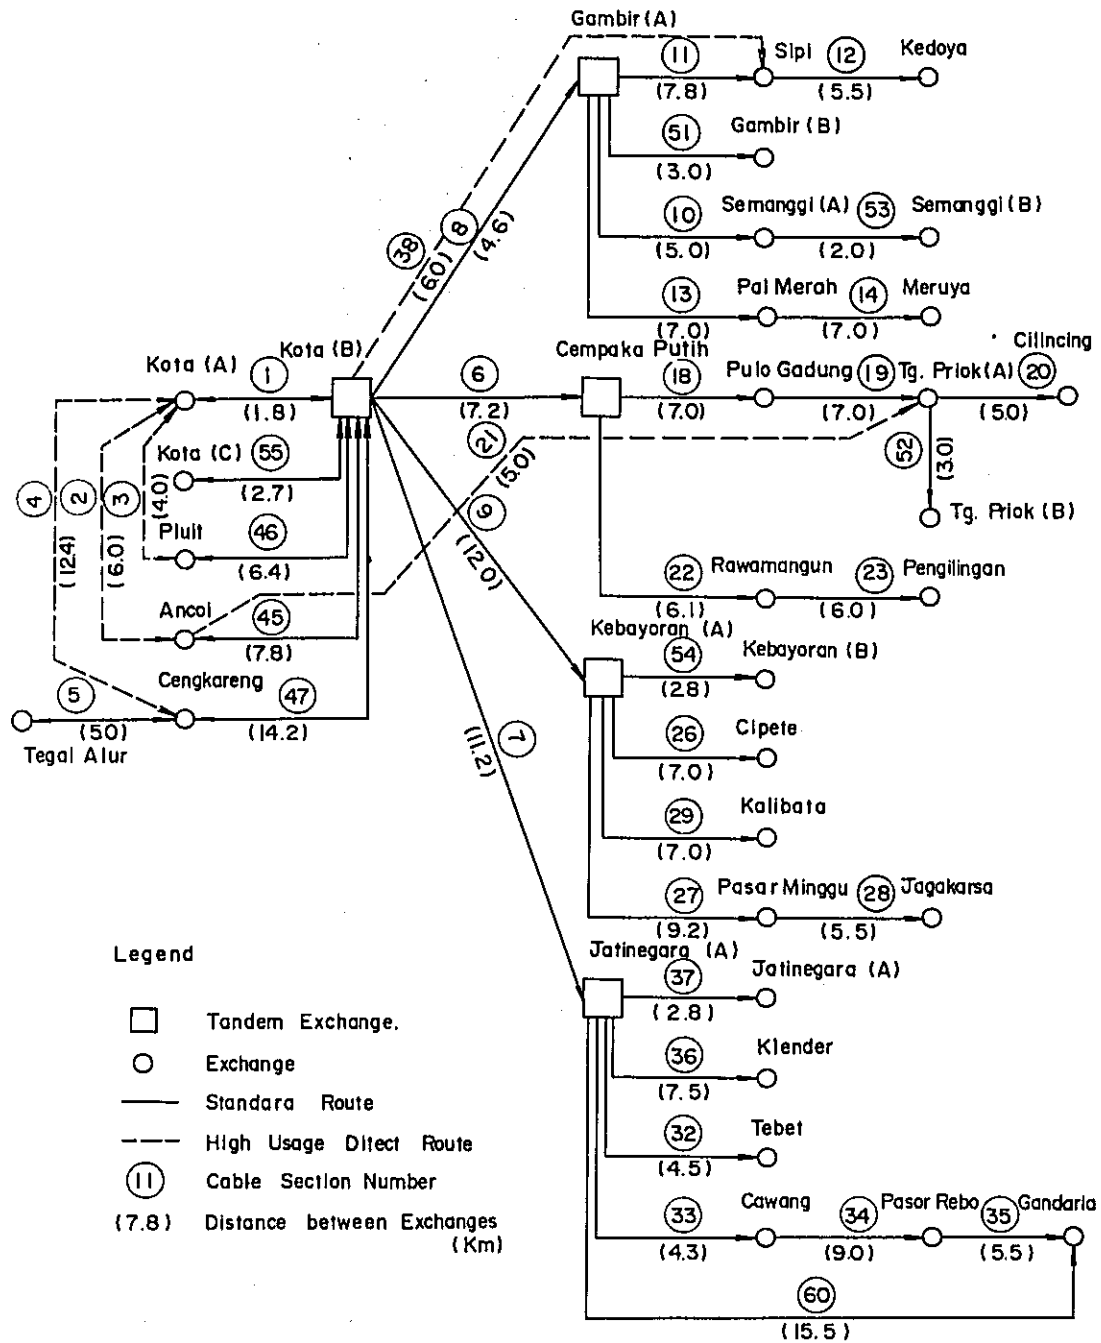 Gambir (A)
11
Sipi
12
Kedoya
(7.8)
(5.5)
51
Gambir (B)
(3.0)
10
Semanggi (A)
53
Semanggi (B)
(5.0)
(2.0)
38
(6.0)
8
(4.6)
13
Pal Merah
14
Meruya
(7.0)
(7.0)
Kota (A)
1
Kota (B)
(1.8)
6
(7.2)
Cempaka Putih
18
Pulo Gadung
19
Tg. Priok (A)
20
Cilincing
(7.0)
(7.0)
(5.0)
Kota (C)
55
(2.7)
21
(5.0)
52
(3.0)
Tg. Priok (B)
4
2
3
(4.0)
(12.4)
(6.0)
Pluit
46
(6.4)
9
(12.0)
22
Rawamangun
23
Pengilingan
(6.1)
(6.0)
Ancol
45
(7.8)
Kebayoran (A)
54
Kebayoran (B)
(2.8)
5
Cengkareng
47
(5.0)
(14.2)
Tegal Alur
7
(11.2)
26
Cipete
(7.0)
29
Kalibata
(7.0)
27
Pasar Minggu
28
Jagakarsa
(9.2)
(5.5)
Jatinegara (A)
37
Jatinegara (A)
(2.8)
36
Klender
(7.5)
32
Tebet
(4.5)
33
Cawang
34
Pasor Rebo
35
Gandaria
(4.3)
(9.0)
(5.5)
60
(15.5)
Legend
Tandem Exchange.
Exchange
Standara Route
High Usage Ditect Route
11
Cable Section Number
(7.8) Distance between Exchanges
(Km)